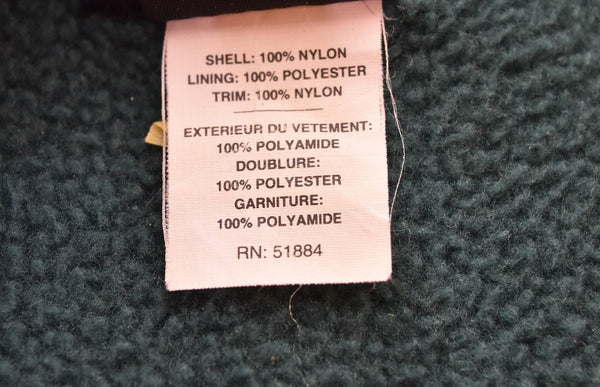 SHELL: 100% NYLON
LINING: 100% POLYESTER
TRIM: 100% NYLON
EXTERIEUR DU VETEMENT:
100% POLYAMIDE
DOUBLURE:
100% POLYESTER
GARNITURE:
100% POLYAMIDE
RN: 51884